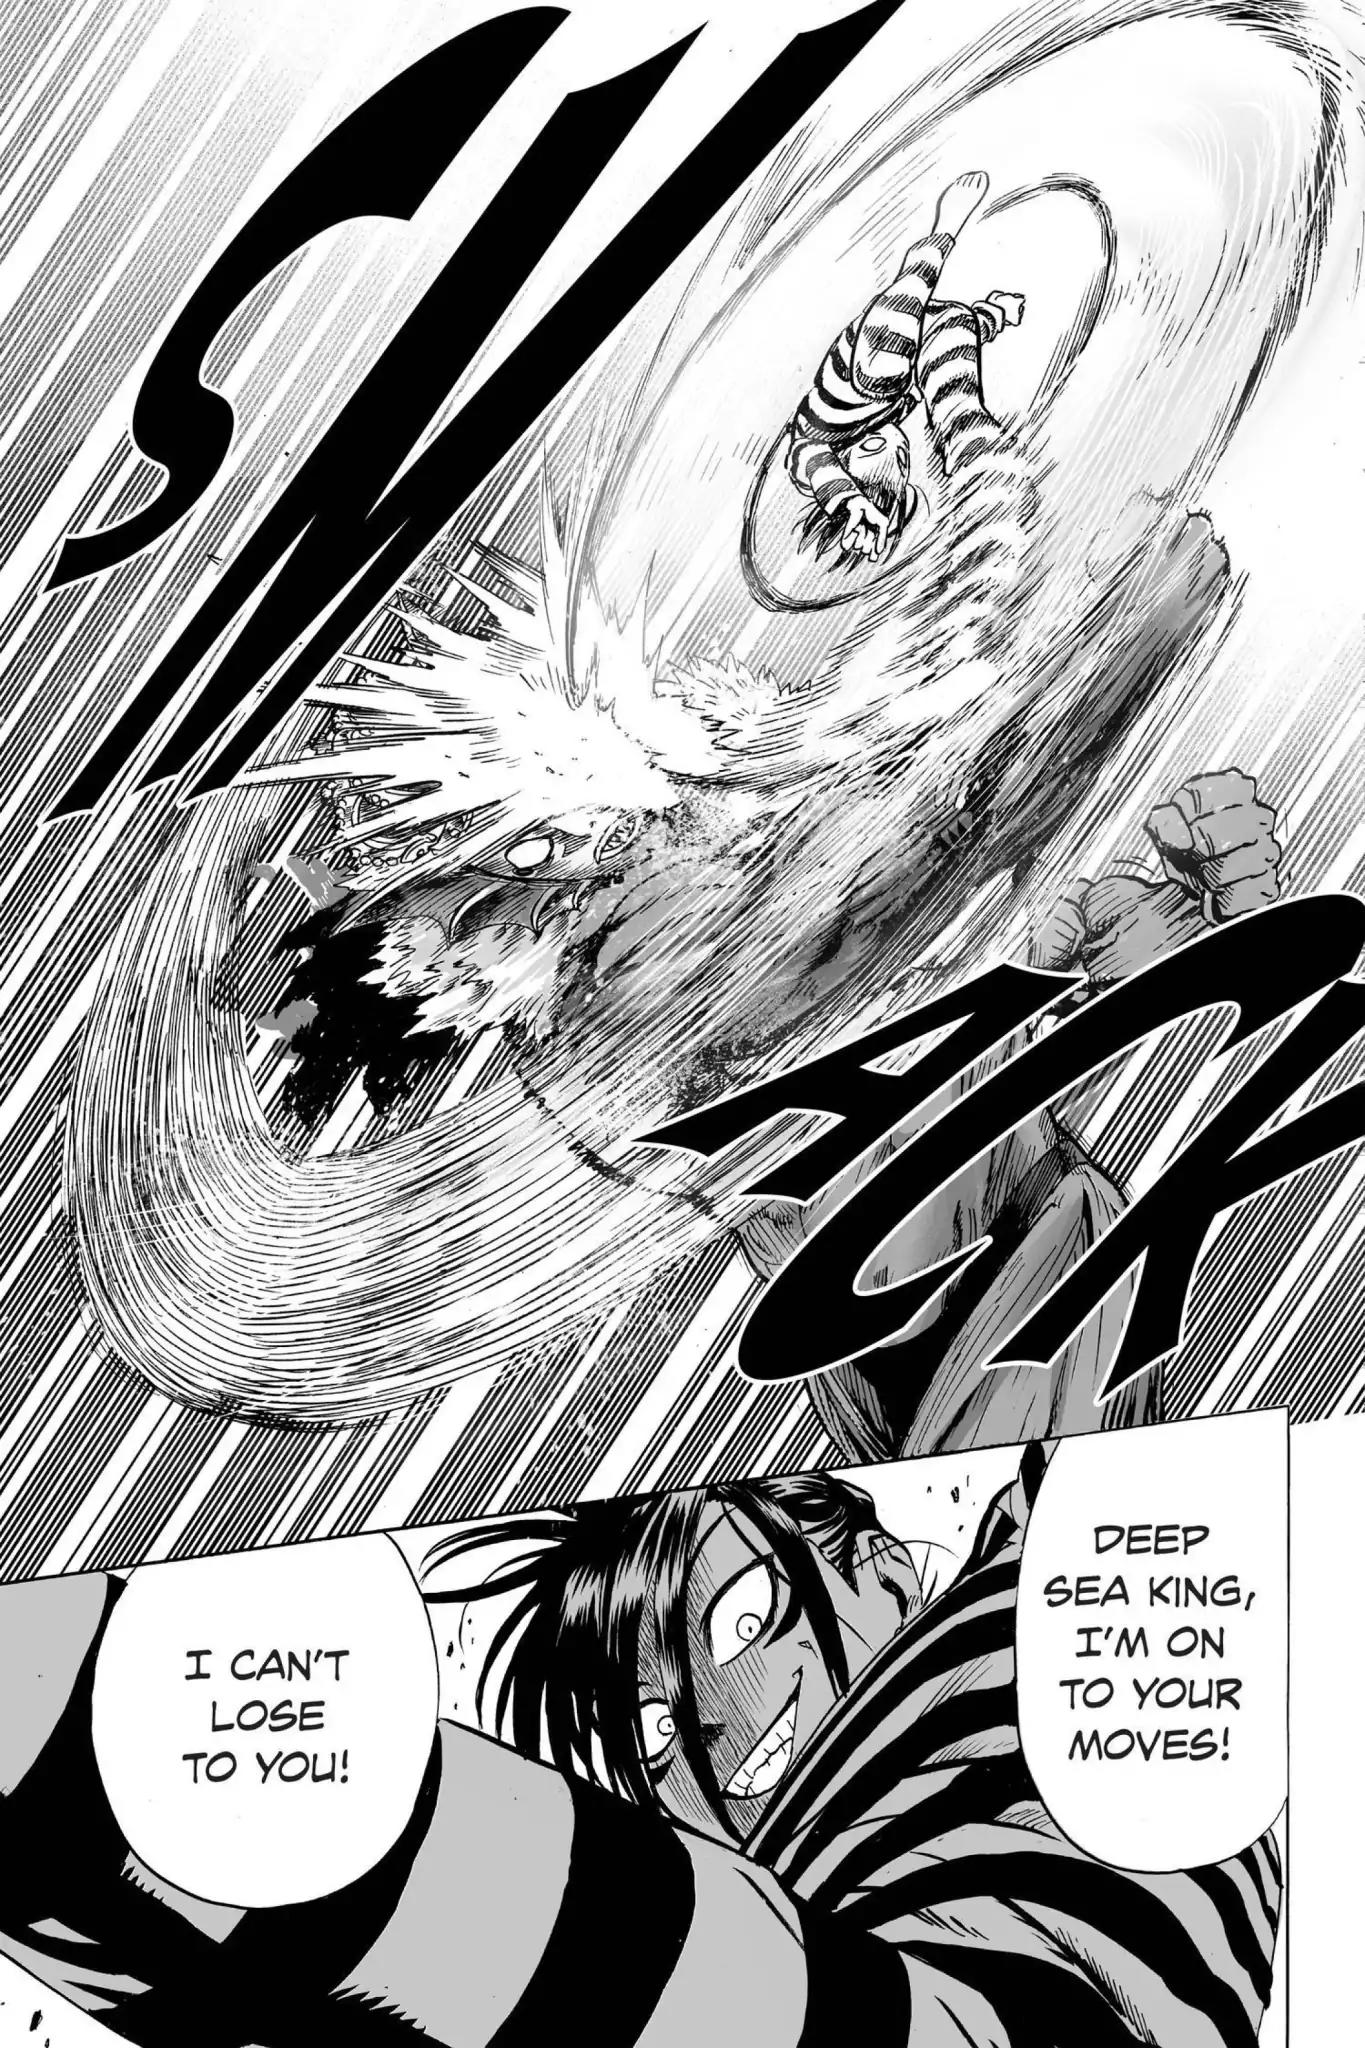 SMACK
DEEP
SEA KING,
I'M ON
TO YOUR
MOVES!
I CAN'T
LOSE
TO YOU!